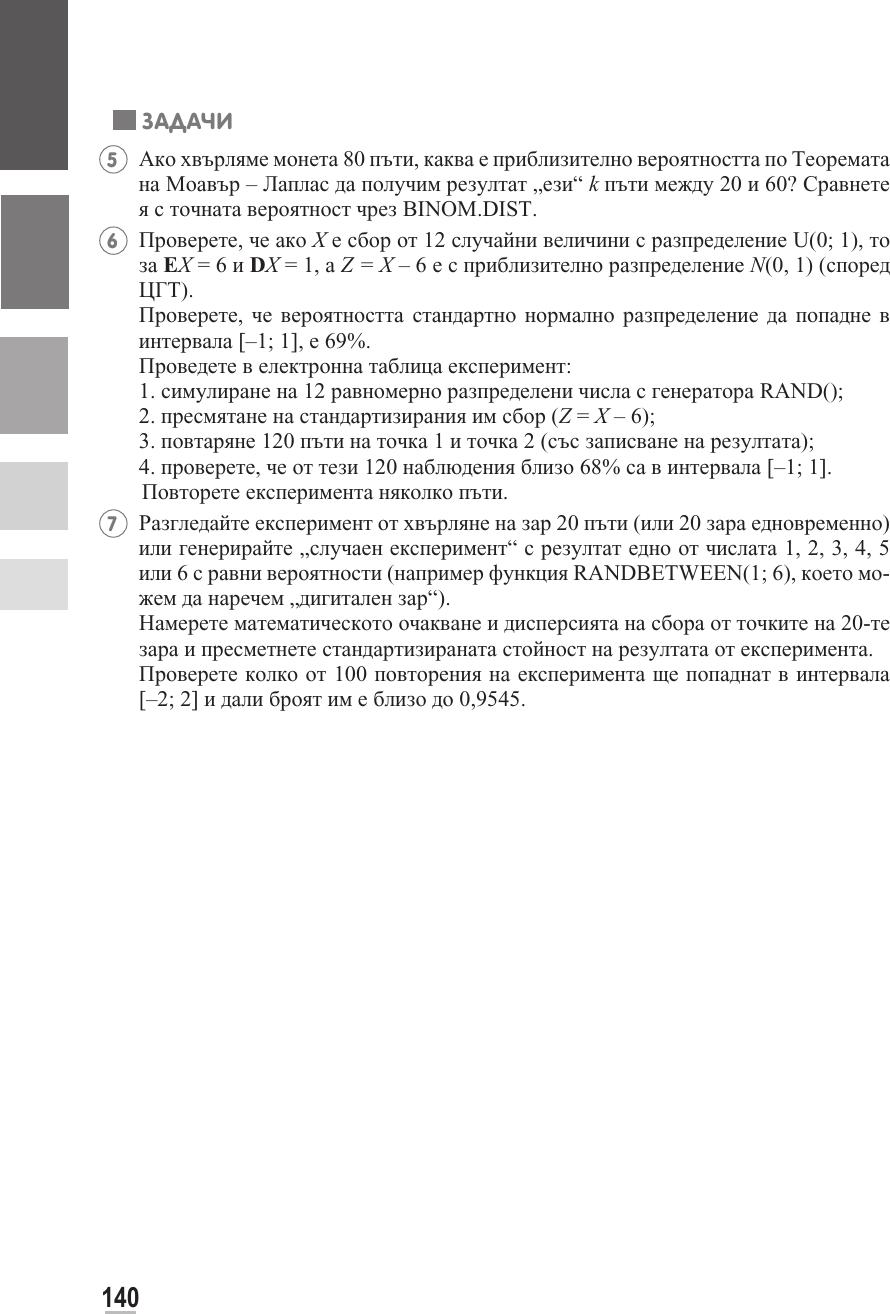 ЗАДАЧИ
5 Ако хвърляме монета 80 пъти, каква е приблизително вероятността по Теоремата
на Моавър – Лаплас да получим резултат „ези“ k пъти между 20 и 60? Сравнете
я с точната вероятност чрез BINOM.DIST.
6 Проверете, че ако X е сбор от 12 случайни величини с разпределение U(0; 1), то
за EX = 6 и DX = 1, а Z = X – 6 е с приблизително разпределение N(0, 1) (според
ЦГТ).
Проверете, че вероятността стандартно нормално разпределение да попадне в
интервала [–1; 1], е 69%.
Проведете в електронна таблица експеримент:
1. симулиране на 12 равномерно разпределени числа с генератора RAND();
2. пресмятане на стандартизирания им сбор (Z = X – 6);
3. повтаряне 120 пъти на точка 1 и точка 2 (със записване на резултата);
4. проверете, че от тези 120 наблюдения близо 68% са в интервала [–1; 1].
Повторете експеримента няколко пъти.
7 Разгледайте експеримент от хвърляне на зар 20 пъти (или 20 зара едновременно)
или генерирайте „случаен експеримент“ с резултат едно от числата 1, 2, 3, 4, 5
или 6 с равни вероятности (например функция RANDBETWEEN(1; 6), което мо-
жем да наречем „дигитален зар“).
Намерете математическото очакване и дисперсията на сбора от точките на 20-те
зара и пресметнете стандартизираната стойност на резултата от експеримента.
Проверете колко от 100 повторения на експеримента ще попаднат в интервала
[–2; 2] и дали броят им е близо до 0,9545.
140